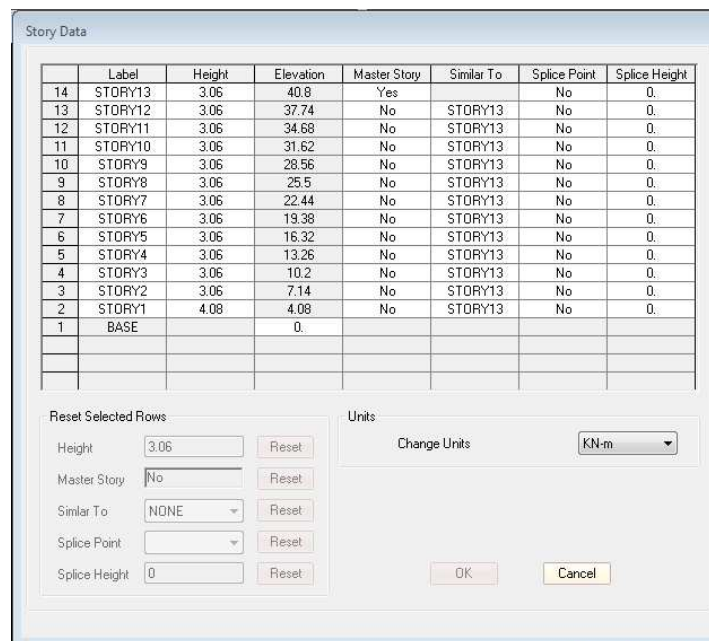 Story Data
Label Height Elevation Master Story Similar To Splice Point Splice Height
14 STORY13 3.06 40.8 Yes No 0.
13 STORY12 3.06 37.74 No STORY13 No 0.
12 STORY11 3.06 34.68 No STORY13 No 0.
11 STORY10 3.06 31.62 No STORY13 No 0.
10 STORY9 3.06 28.56 No STORY13 No 0.
9 STORY8 3.06 25.5 No STORY13 No 0.
8 STORY7 3.06 22.44 No STORY13 No 0.
7 STORY6 3.06 19.38 No STORY13 No 0.
6 STORY5 3.06 16.32 No STORY13 No 0.
5 STORY4 3.06 13.26 No STORY13 No 0.
4 STORY3 3.06 10.2 No STORY13 No 0.
3 STORY2 3.06 7.14 No STORY13 No 0.
2 STORY1 4.08 4.08 No STORY13 No 0.
1 BASE 0.
Reset Selected Rows
Height 3.06 Reset
Master Story No Reset
Simlar To NONE Reset
Splice Point Reset
Splice Height 0 Reset
Units
Change Units KN-m
OK Cancel